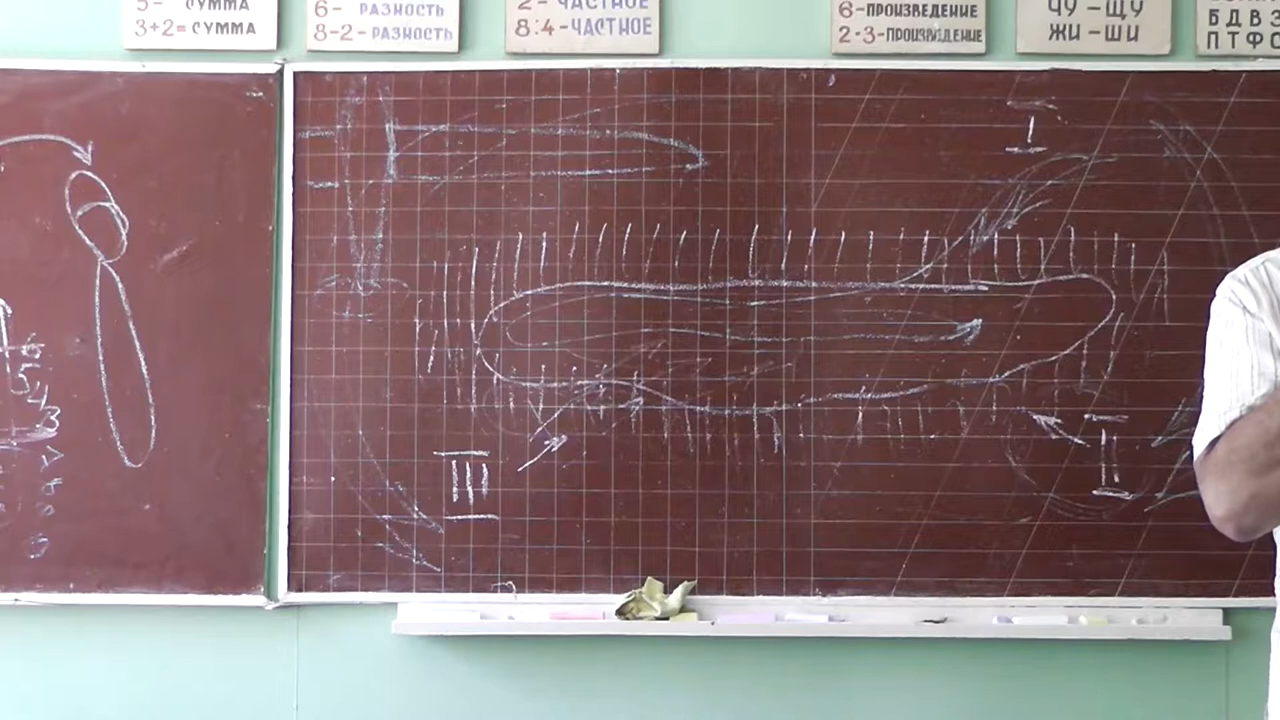 5- СУММА
3+2= СУММА
6- РАЗНОСТЬ
8-2- РАЗНОСТЬ
2- ЧАСТНОЕ
8:4-ЧАСТНОЕ
6-ПРОИЗВЕДЕНИЕ
2·3-ПРОИЗВЕДЕНИЕ
ЧУ-ЩУ
ЖИ-ШИ
Б Д В З
П Т Ф С
I
II
III